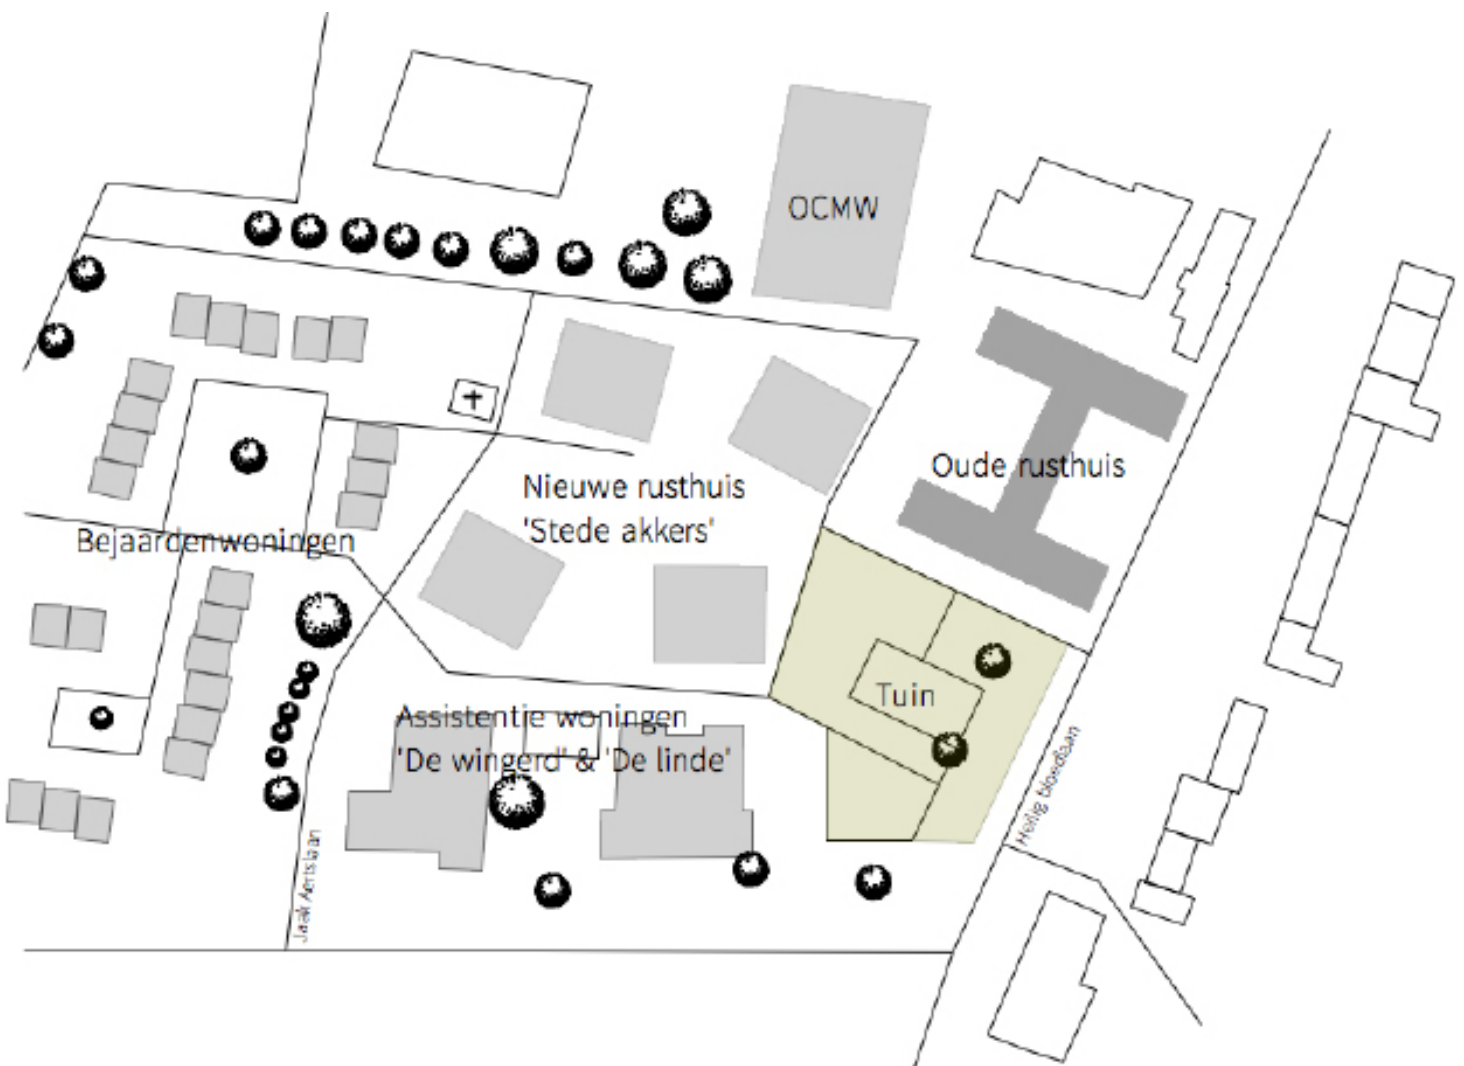 OCMW
Oude rusthuis
Nieuwe rusthuis
'Stede akkers'
Bejaardenwoningen
Tuin
Assistentie woningen
'De wingerd' & 'De linde'
Heilig bloedlaan
Jaak Aertslaan